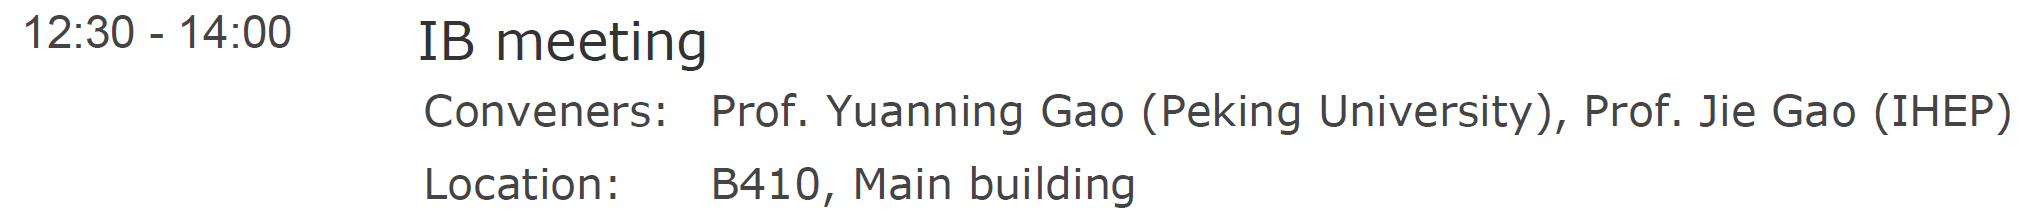 12:30 - 14:00 IB meeting
Conveners: Prof. Yuanning Gao (Peking University), Prof. Jie Gao (IHEP)
Location: B410, Main building